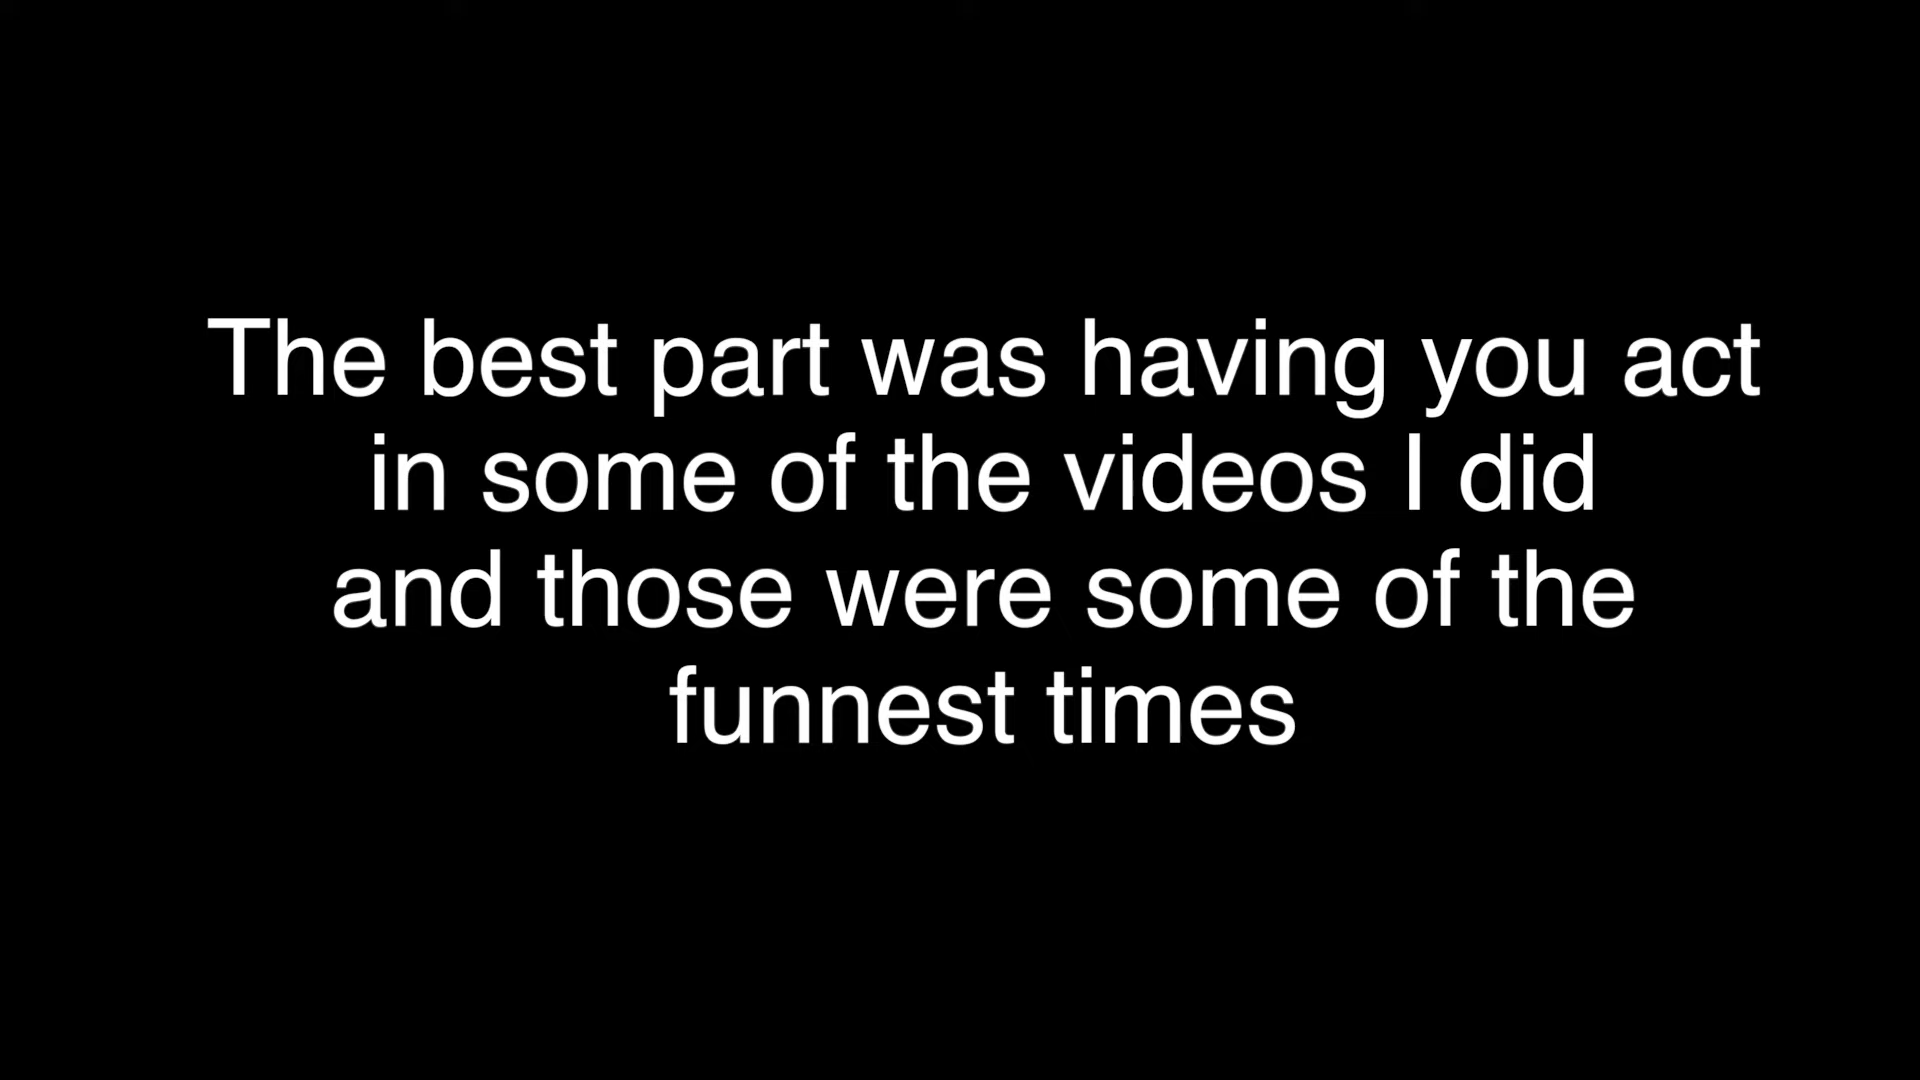 The best part was having you act
in some of the videos I did
and those were some of the
funnest times